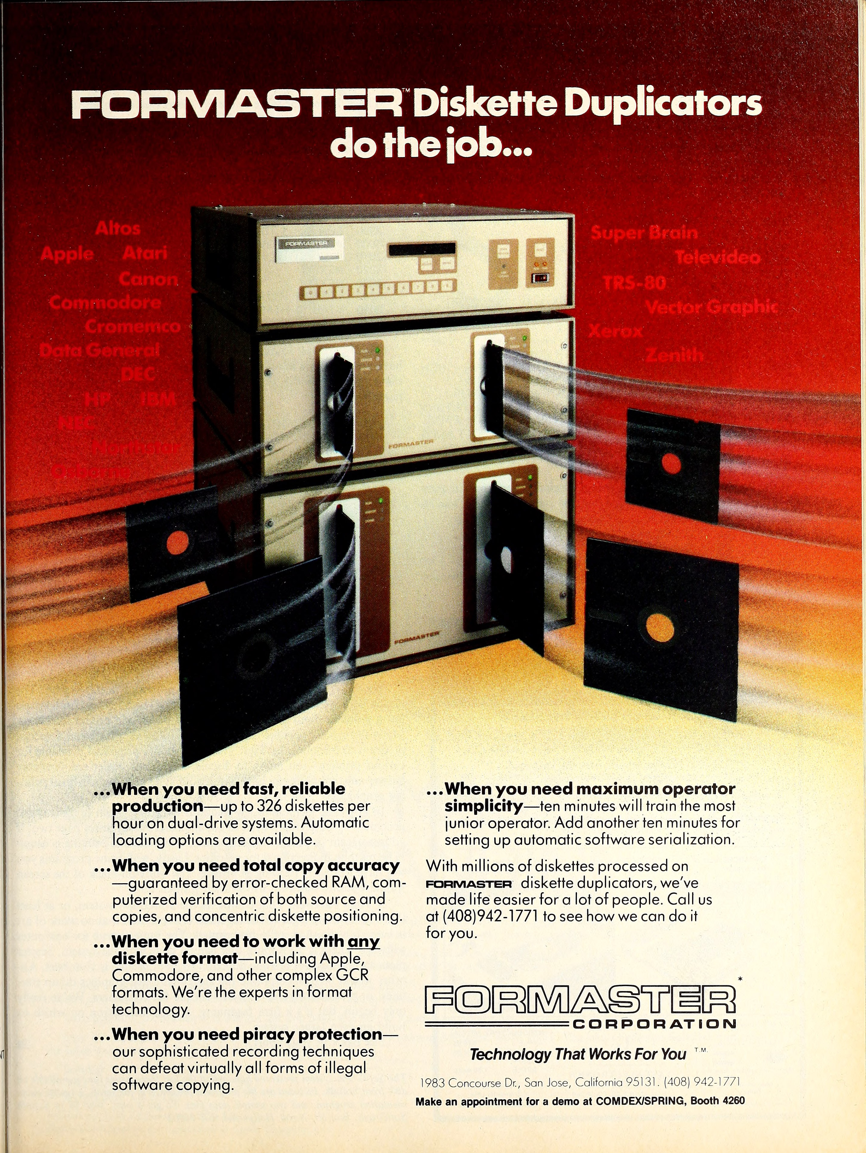 FORMASTER™ Diskette Duplicators
do the job...
Altos
Apple Atari
Canon
Commodore
Cromemco
Data General
DEC
HP IBM
NEC
Osborne
Super Brain
Televideo
TRS-80
Vector Graphic
Xerox
Zenith
FORMASTER
FORMASTER
FORMASTER
...When you need fast, reliable
production—up to 326 diskettes per
hour on dual-drive systems. Automatic
loading options are available.
...When you need total copy accuracy
—guaranteed by error-checked RAM, com-
puterized verification of both source and
copies, and concentric diskette positioning.
...When you need to work with any
diskette format—including Apple,
Commodore, and other complex GCR
formats. We're the experts in format
technology.
...When you need piracy protection—
our sophisticated recording techniques
can defeat virtually all forms of illegal
software copying.
...When you need maximum operator
simplicity—ten minutes will train the most
junior operator. Add another ten minutes for
setting up automatic software serialization.
With millions of diskettes processed on
FORMASTER diskette duplicators, we've
made life easier for a lot of people. Call us
at (408)942-1771 to see how we can do it
for you.
FORMASTER*
CORPORATION
Technology That Works For You T.M.
1983 Concourse Dr., San Jose, California 95131. (408) 942-1771
Make an appointment for a demo at COMDEX/SPRING, Booth 4260